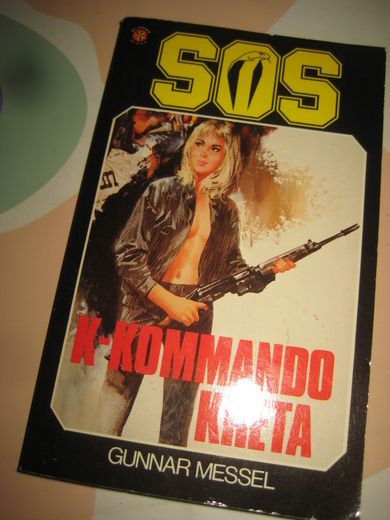 SOS
K-KOMMANDO
KRETA
GUNNAR MESSEL